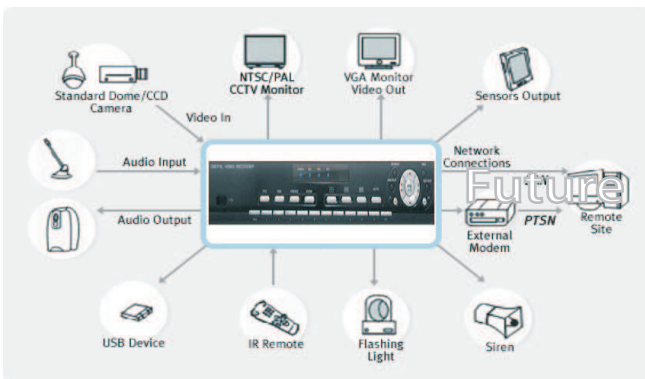 NTSC/PAL
CCTV Monitor
VGA Monitor
Video Out
Standard Dome/CCD
Camera
Sensors Output
Video In
Audio Input
Network
Connections
Future
Audio Output
External
Modem
PTSN
Remote
Site
USB Device
IR Remote
Flashing
Light
Siren